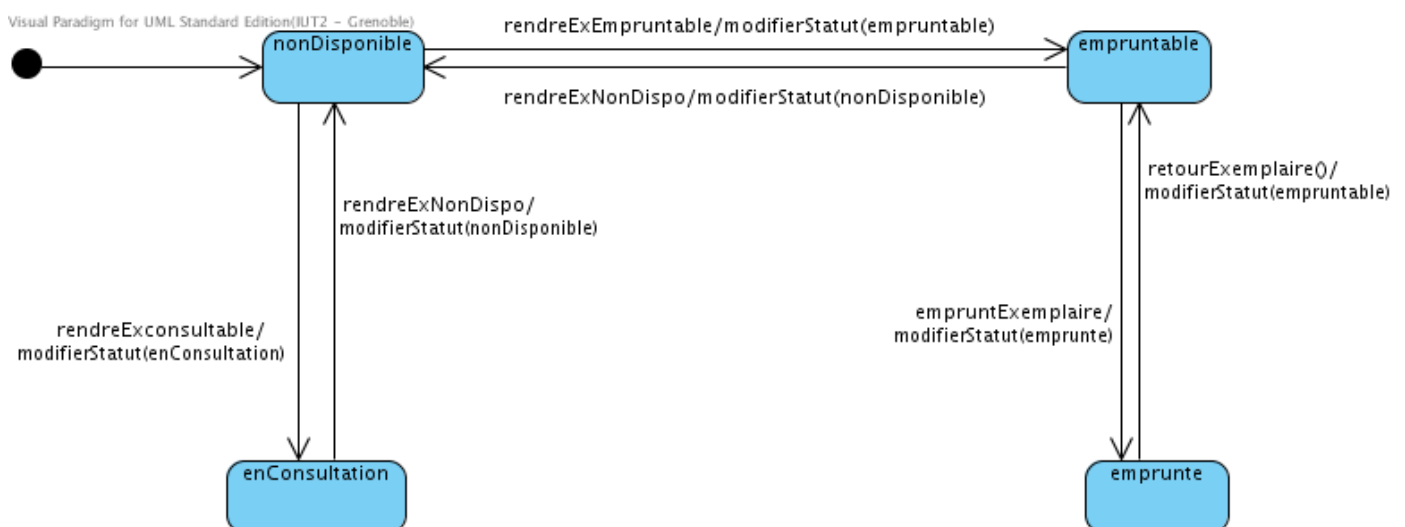 Visual Paradigm for UML Standard Edition(IUT2 - Grenoble)
rendreExEmpruntable/modifierStatut(empruntable)
nonDisponible
empruntable
rendreExNonDispo/modifierStatut(nonDisponible)
retourExemplaire()/
modifierStatut(empruntable)
rendreExNonDispo/
modifierStatut(nonDisponible)
empruntExemplaire/
modifierStatut(emprunte)
rendreExconsultable/
modifierStatut(enConsultation)
enConsultation
emprunte